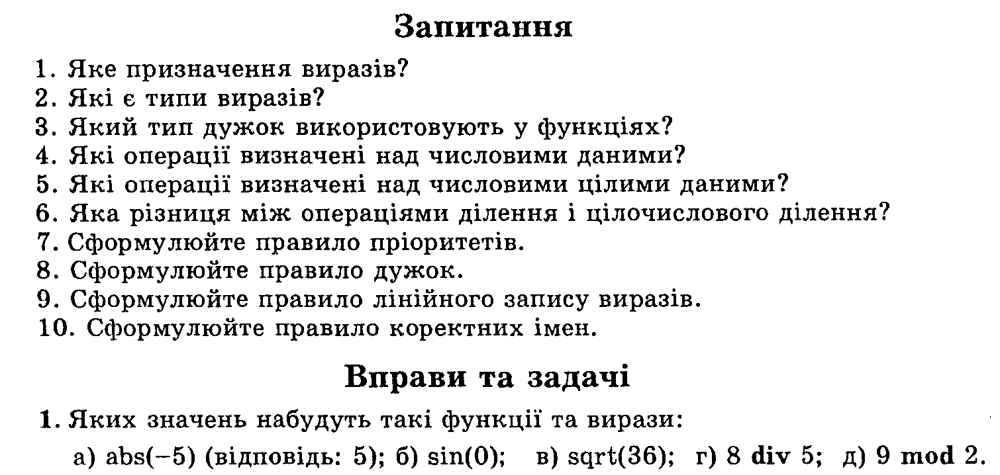 Запитання
1. Яке призначення виразів?
2. Які є типи виразів?
3. Який тип дужок використовують у функціях?
4. Які операції визначені над числовими даними?
5. Які операції визначені над числовими цілими даними?
6. Яка різниця між операціями ділення і цілочислового ділення?
7. Сформулюйте правило пріоритетів.
8. Сформулюйте правило дужок.
9. Сформулюйте правило лінійного запису виразів.
10. Сформулюйте правило коректних імен.
Вправи та задачі
1. Яких значень набудуть такі функції та вирази:
а) abs(−5) (відповідь: 5); б) sin(0); в) sqrt(36); г) 8 div 5; д) 9 mod 2.